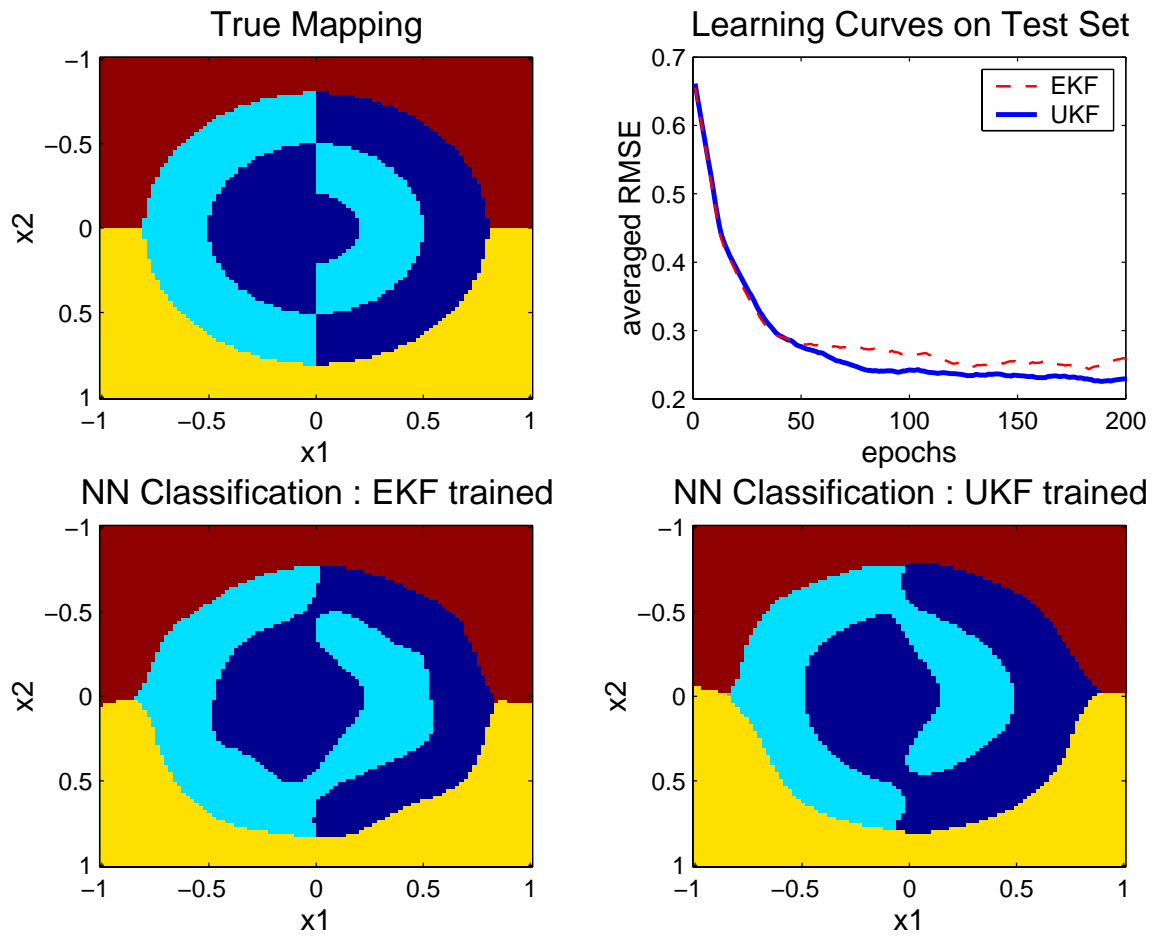 True Mapping
−1
−0.5
0
0.5
1
x2
−1 −0.5 0 0.5 1
x1
Learning Curves on Test Set
0.7
0.6
0.5
0.4
0.3
0.2
averaged RMSE
EKF
UKF
0 50 100 150 200
epochs
NN Classification : EKF trained
−1
−0.5
0
0.5
1
x2
−1 −0.5 0 0.5 1
x1
NN Classification : UKF trained
−1
−0.5
0
0.5
1
x2
−1 −0.5 0 0.5 1
x1